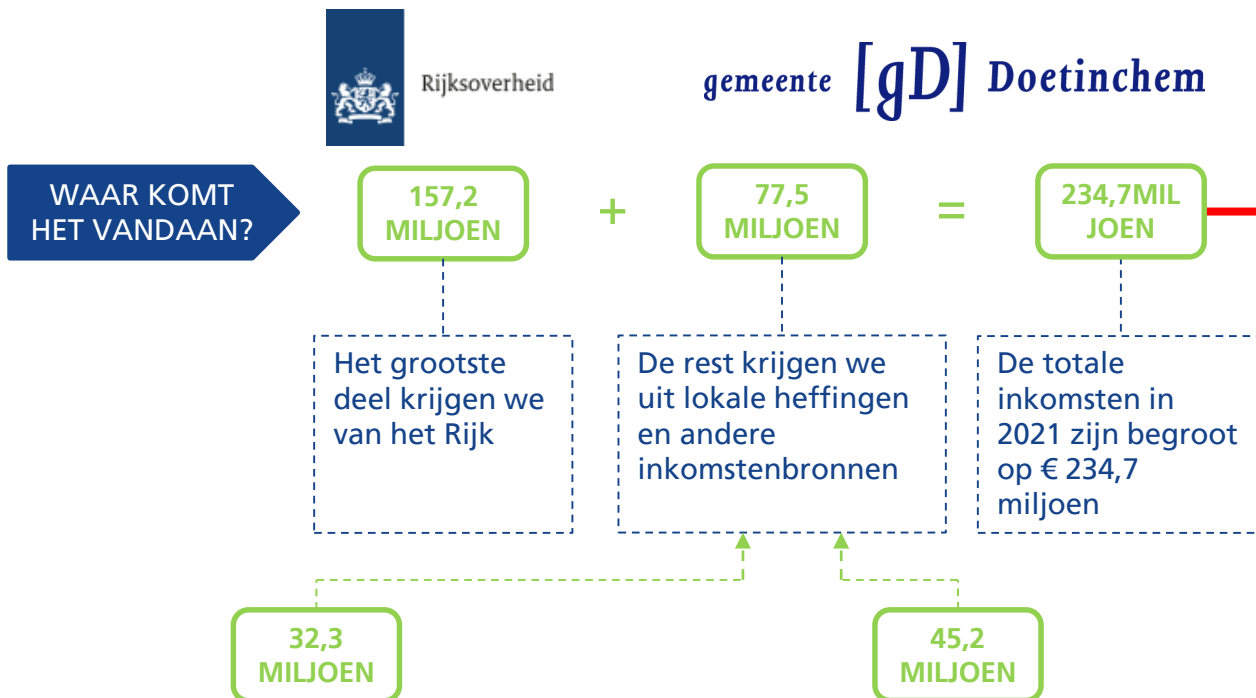 Rijksoverheid
gemeente [gD] Doetinchem
WAAR KOMT
HET VANDAAN?
157,2
MILJOEN
+
77,5
MILJOEN
=
234,7MIL
JOEN
Het grootste
deel krijgen we
van het Rijk
De rest krijgen we
uit lokale heffingen
en andere
inkomstenbronnen
De totale
inkomsten in
2021 zijn begroot
op € 234,7
miljoen
32,3
MILJOEN
45,2
MILJOEN